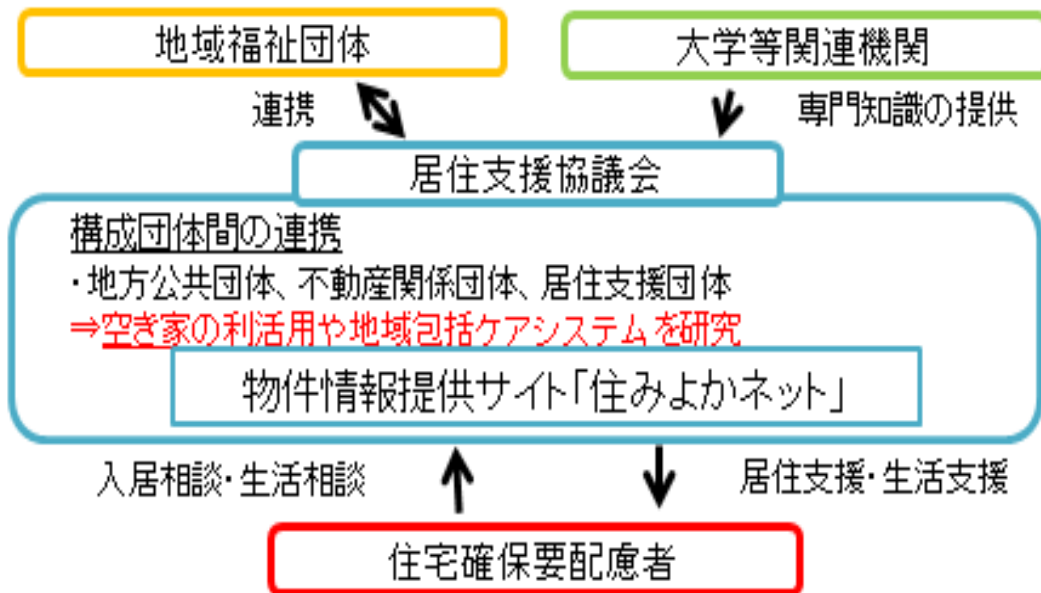 地域福祉団体
大学等関連機関
連携
専門知識の提供
居住支援協議会
構成団体間の連携
・地方公共団体、不動産関係団体、居住支援団体
⇒空き家の利活用や地域包括ケアシステムを研究
物件情報提供サイト「住みよかネット」
入居相談・生活相談
居住支援・生活支援
住宅確保要配慮者